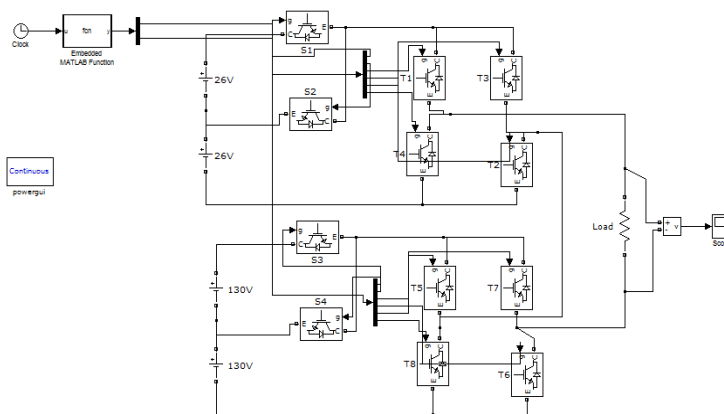 g
E
C
S1
Clock
u
fcn
y
Embedded
MATLAB Function
26V
S2
g
E
C
g
C
T1
E
g
C
T3
E
26V
g
C
T4
E
g
C
T2
E
Continuous
powergui
g
C
E
S3
Load
+
-
v
Sco
130V
S4
g
E
C
g
C
T5
E
g
C
T7
E
130V
g
C
T8
E
g
C
T6
E